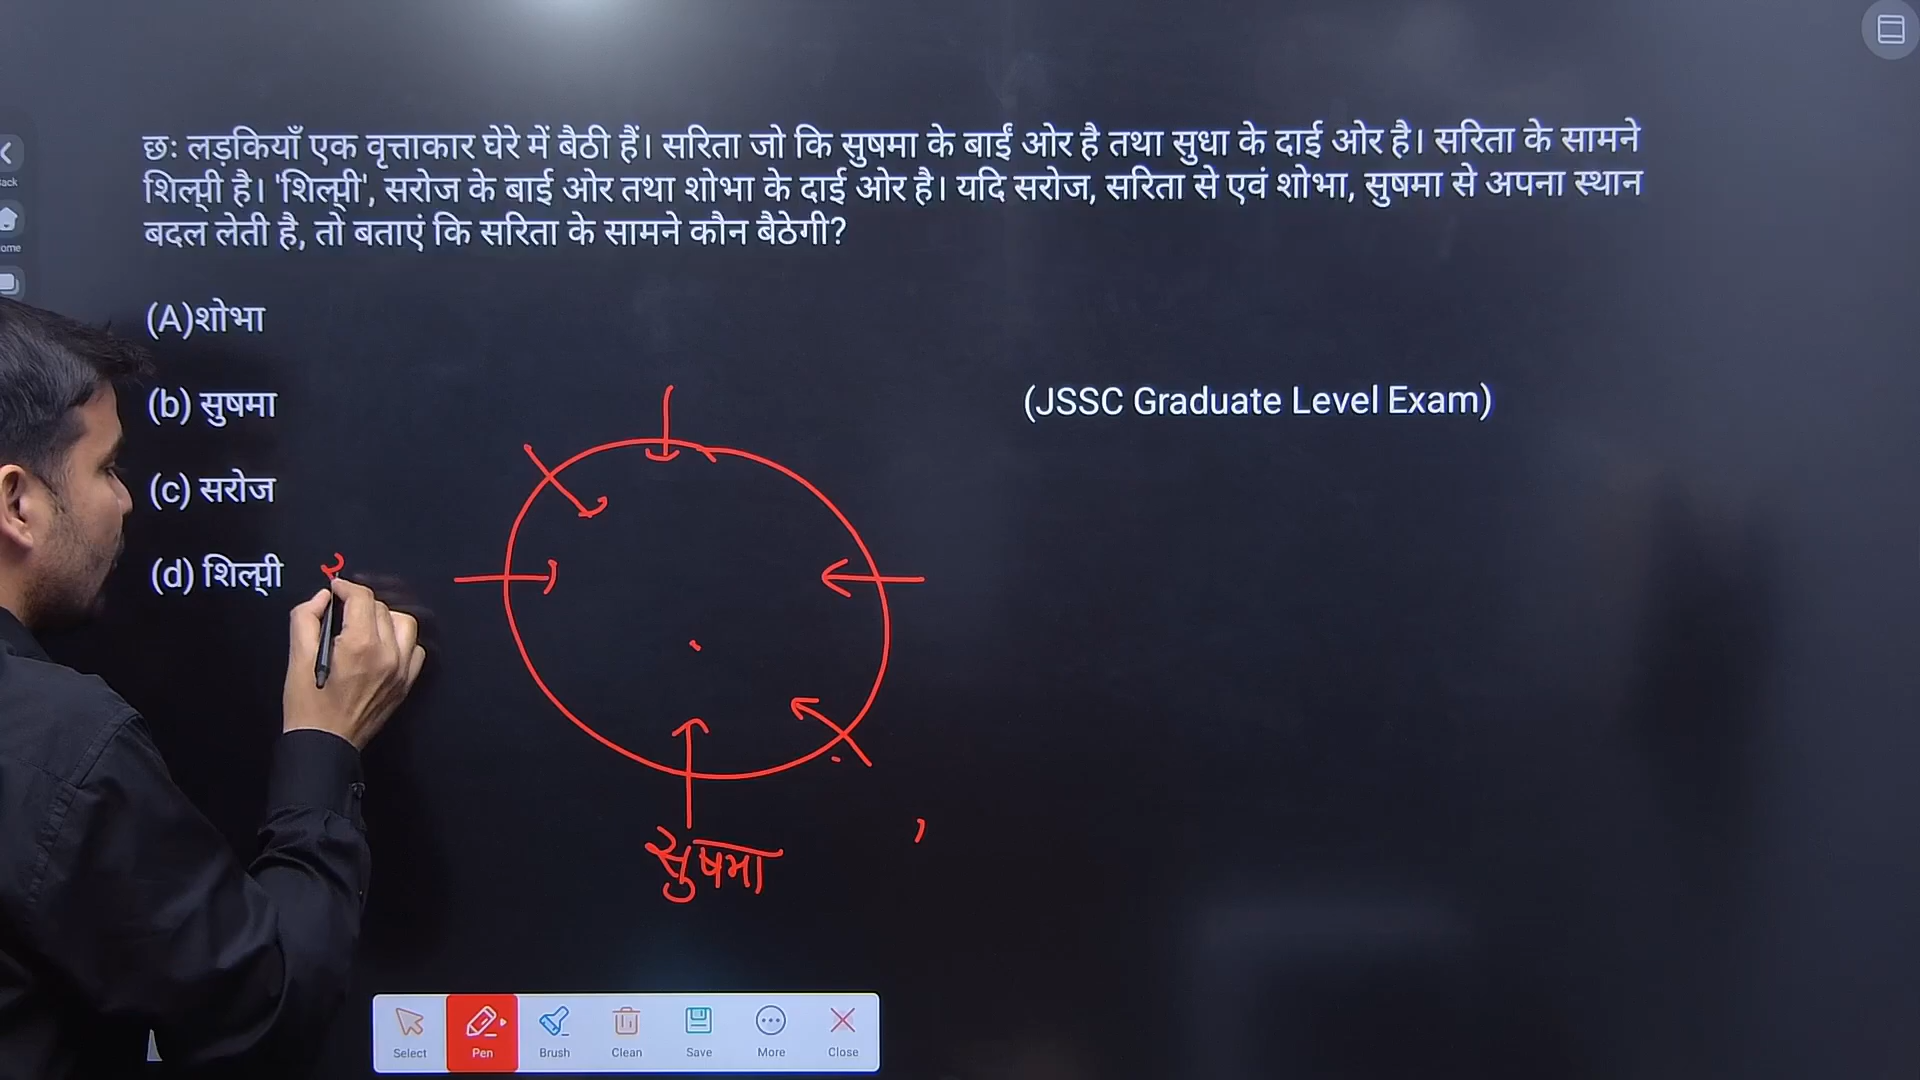 छः लड़कियाँ एक वृत्ताकार घेरे में बैठी हैं। सरिता जो कि सुषमा के बाईं ओर है तथा सुधा के दाई ओर है। सरिता के सामने
शिल्पी है। 'शिल्पी', सरोज के बाई ओर तथा शोभा के दाई ओर है। यदि सरोज, सरिता से एवं शोभा, सुषमा से अपना स्थान
बदल लेती है, तो बताएं कि सरिता के सामने कौन बैठेगी?
(A)शोभा
(b) सुषमा
(JSSC Graduate Level Exam)
(c) सरोज
(d) शिल्पी
सुषमा
Select Pen Brush Clean Save More Close